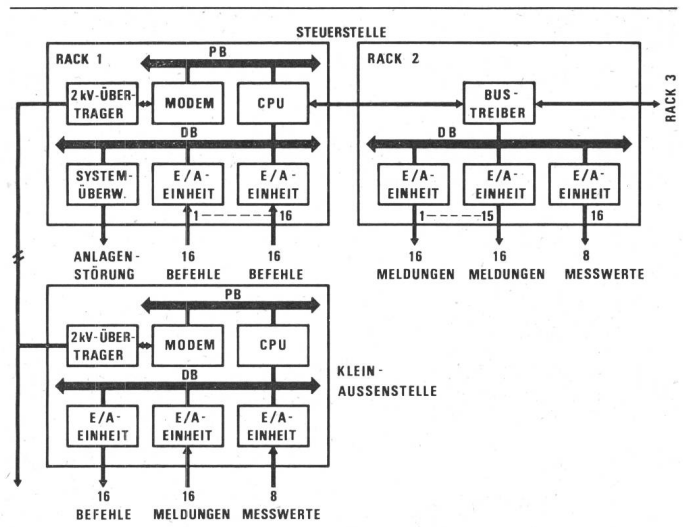 STEUERSTELLE
RACK 1
PB
2kV-ÜBER-
TRAGER
MODEM
CPU
DB
SYSTEM-
ÜBERW.
E/A-
EINHEIT
E/A-
EINHEIT
1 - - - - - - 16
ANLAGEN-
STÖRUNG
16
BEFEHLE
16
BEFEHLE
RACK 2
BUS-
TREIBER
RACK 3
DB
E/A-
EINHEIT
E/A-
EINHEIT
E/A-
EINHEIT
1 - - - - - 15
16
16
MELDUNGEN
16
MELDUNGEN
8
MESSWERTE
PB
2kV-ÜBER-
TRAGER
MODEM
CPU
DB
E/A-
EINHEIT
E/A-
EINHEIT
E/A-
EINHEIT
KLEIN-
AUSSENSTELLE
16
BEFEHLE
16
MELDUNGEN
8
MESSWERTE